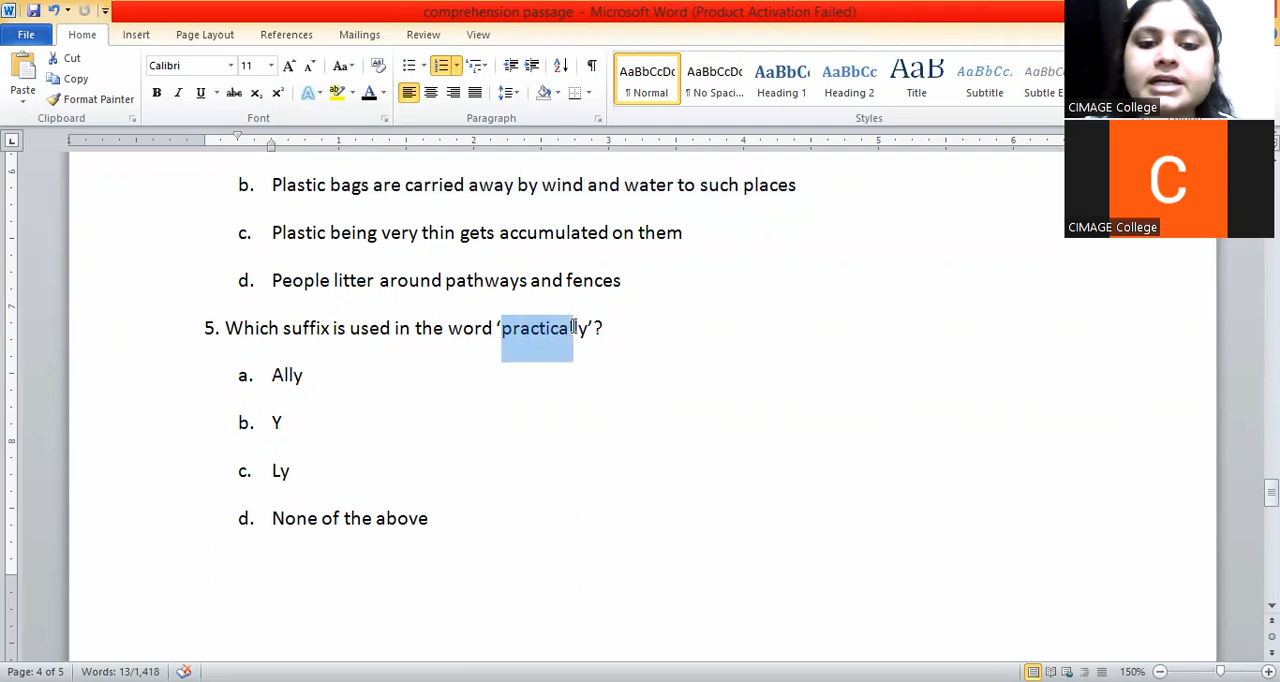 comprehension passage - Microsoft Word (Product Activation Failed)
File Home Insert Page Layout References Mailings Review View
Paste
Cut
Copy
Format Painter
Clipboard
Calibri 11
Font
Paragraph
AaBbCcDc AaBbCcDc AaBbCc AaBbCc AaB AaBbCc. AaBbCc
¶ Normal ¶ No Spaci... Heading 1 Heading 2 Title Subtitle Subtle E
Styles
CIMAGE College
C
CIMAGE College
b. Plastic bags are carried away by wind and water to such places
c. Plastic being very thin gets accumulated on them
d. People litter around pathways and fences
5. Which suffix is used in the word ‘practically’?
a. Ally
b. Y
c. Ly
d. None of the above
Page: 4 of 5 Words: 13/1,418 150%